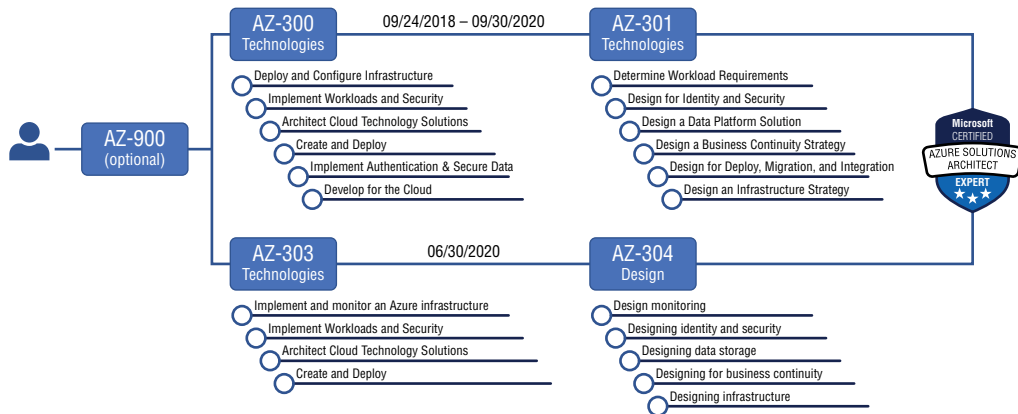 AZ-900
(optional)
AZ-300
Technologies
09/24/2018 – 09/30/2020
AZ-301
Technologies
Deploy and Configure Infrastructure
Implement Workloads and Security
Architect Cloud Technology Solutions
Create and Deploy
Implement Authentication & Secure Data
Develop for the Cloud
Determine Workload Requirements
Design for Identity and Security
Design a Data Platform Solution
Design a Business Continuity Strategy
Design for Deploy, Migration, and Integration
Design an Infrastructure Strategy
AZ-303
Technologies
06/30/2020
AZ-304
Design
Implement and monitor an Azure infrastructure
Implement Workloads and Security
Architect Cloud Technology Solutions
Create and Deploy
Design monitoring
Designing identity and security
Designing data storage
Designing for business continuity
Designing infrastructure
Microsoft
CERTIFIED
AZURE SOLUTIONS
ARCHITECT
EXPERT